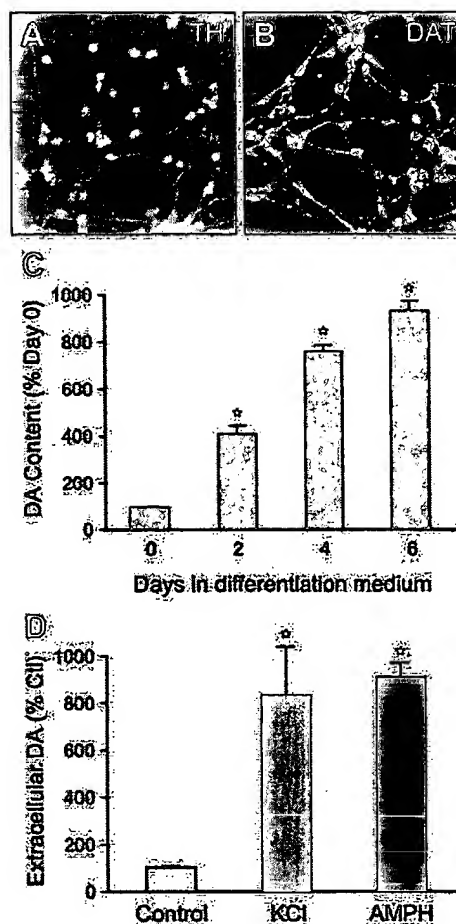 A TH B DAT
C
DA Content (% Day 0)
1000
800
600
400
200
0
0 2 4 6
Days in differentiation medium
D
Extracellular DA (% Ctl)
1000
800
600
400
200
0
Control KCl AMPH